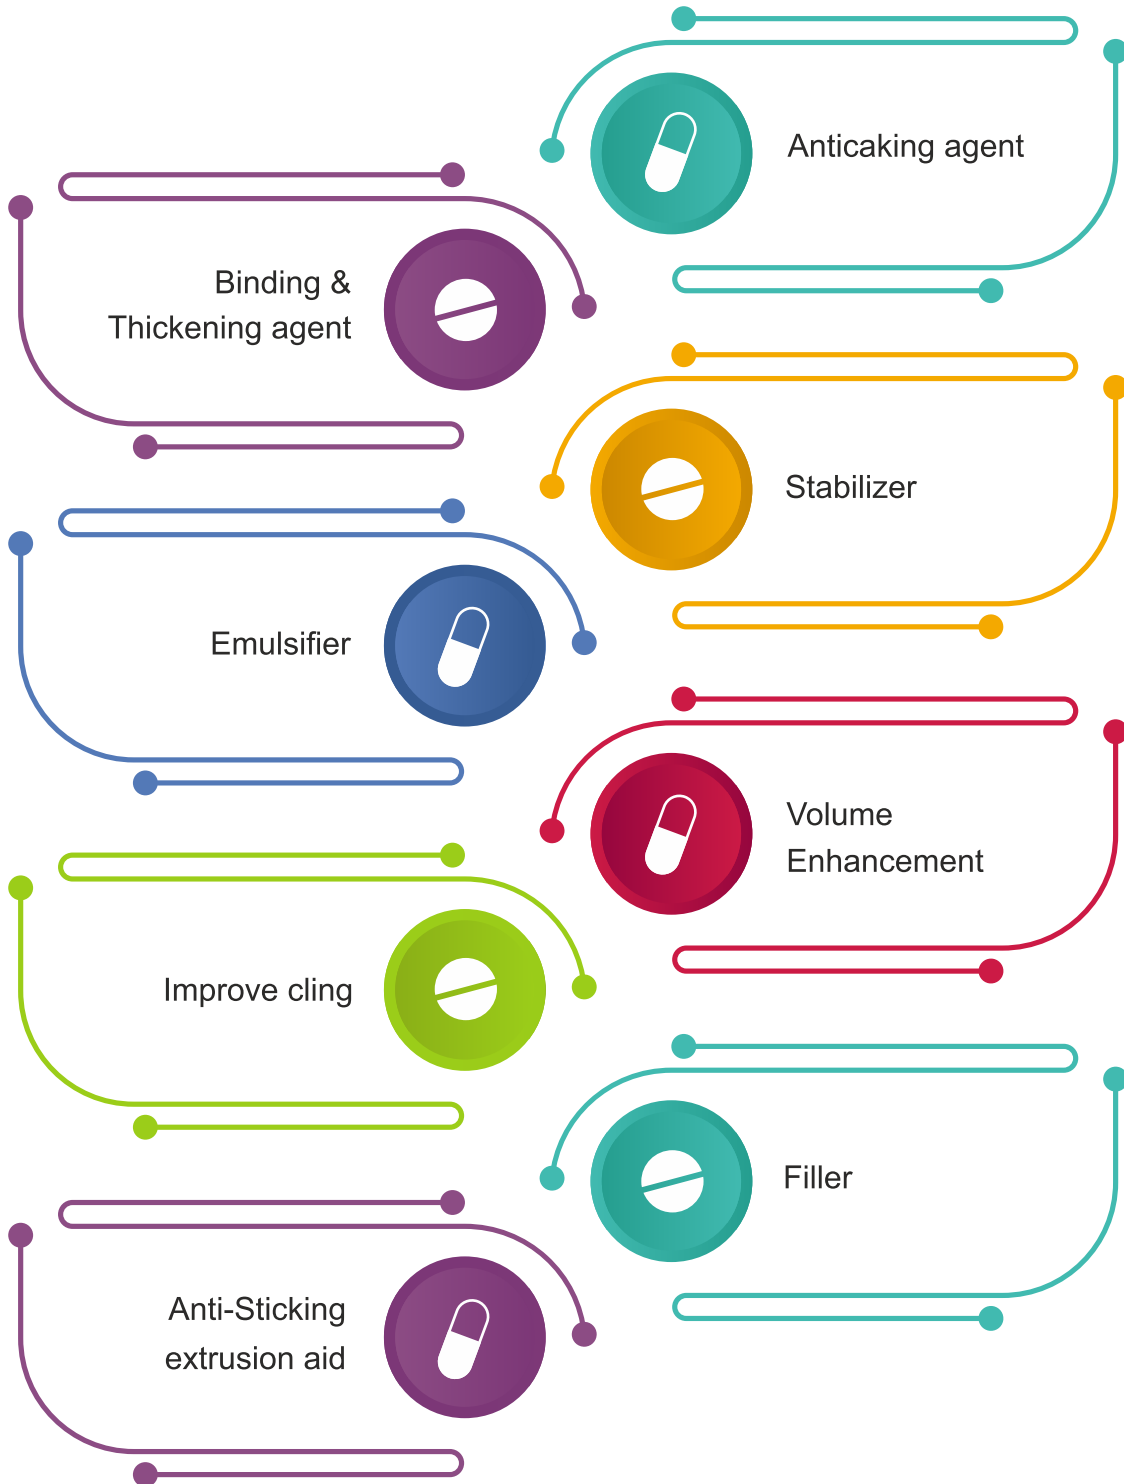 Anticaking agent
Binding &
Thickening agent
Stabilizer
Emulsifier
Volume
Enhancement
Improve cling
Filler
Anti-Sticking
extrusion aid